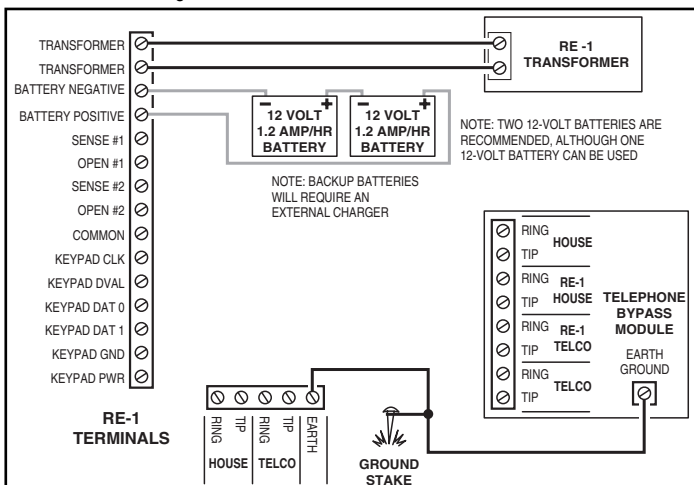 TRANSFORMER
TRANSFORMER
BATTERY NEGATIVE
BATTERY POSITIVE
SENSE #1
OPEN #1
SENSE #2
OPEN #2
COMMON
KEYPAD CLK
KEYPAD DVAL
KEYPAD DAT 0
KEYPAD DAT 1
KEYPAD GND
KEYPAD PWR
RE-1
TERMINALS
RE -1
TRANSFORMER
– +
12 VOLT
1.2 AMP/HR
BATTERY
– +
12 VOLT
1.2 AMP/HR
BATTERY
NOTE: TWO 12-VOLT BATTERIES ARE
RECOMMENDED, ALTHOUGH ONE
12-VOLT BATTERY CAN BE USED
NOTE: BACKUP BATTERIES
WILL REQUIRE AN
EXTERNAL CHARGER
RING
TIP
HOUSE
RING
TIP
RE-1
HOUSE
RING
TIP
RE-1
TELCO
RING
TIP
TELCO
TELEPHONE
BYPASS
MODULE
EARTH
GROUND
RING
TIP
RING
TIP
EARTH
HOUSE
TELCO
GROUND
STAKE